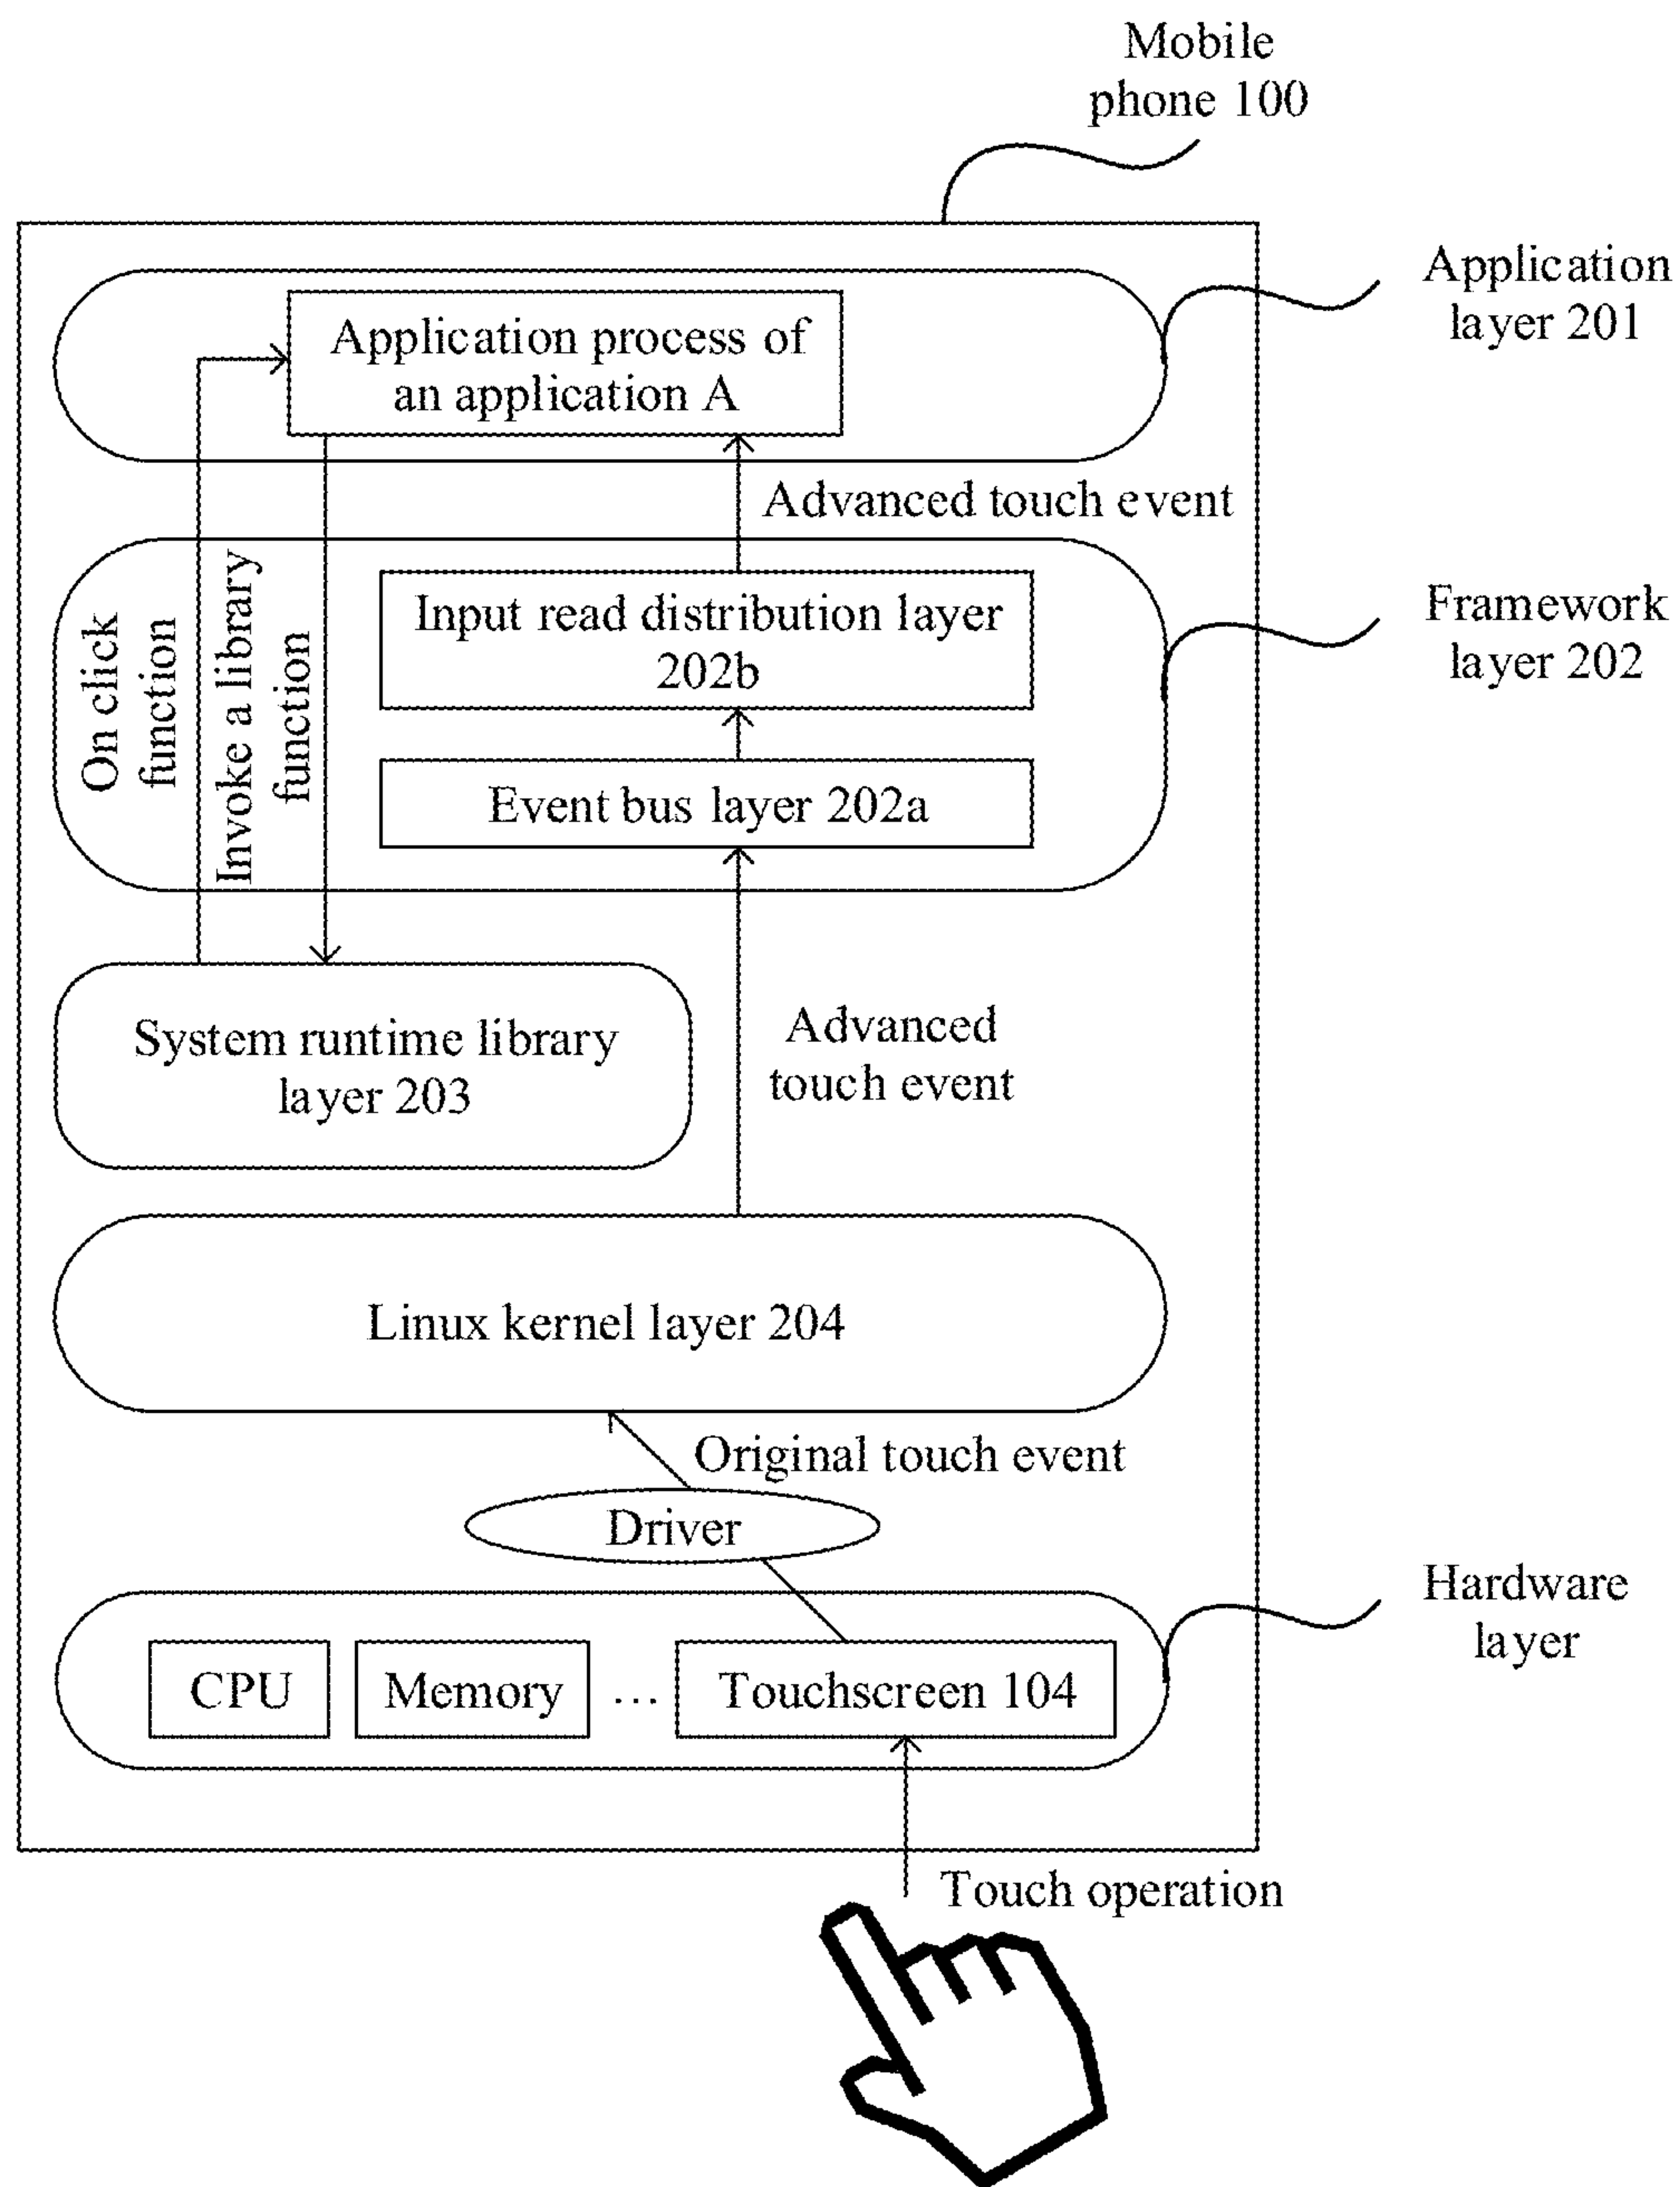 Mobile
phone 100
Application
layer 201
Application process of
an application A
Advanced touch event
On click
function
Invoke a library
function
Input read distribution layer
202b
Framework
layer 202
Event bus layer 202a
System runtime library
layer 203
Advanced
touch event
Linux kernel layer 204
Original touch event
Driver
Hardware
layer
CPU
Memory
...
Touchscreen 104
Touch operation